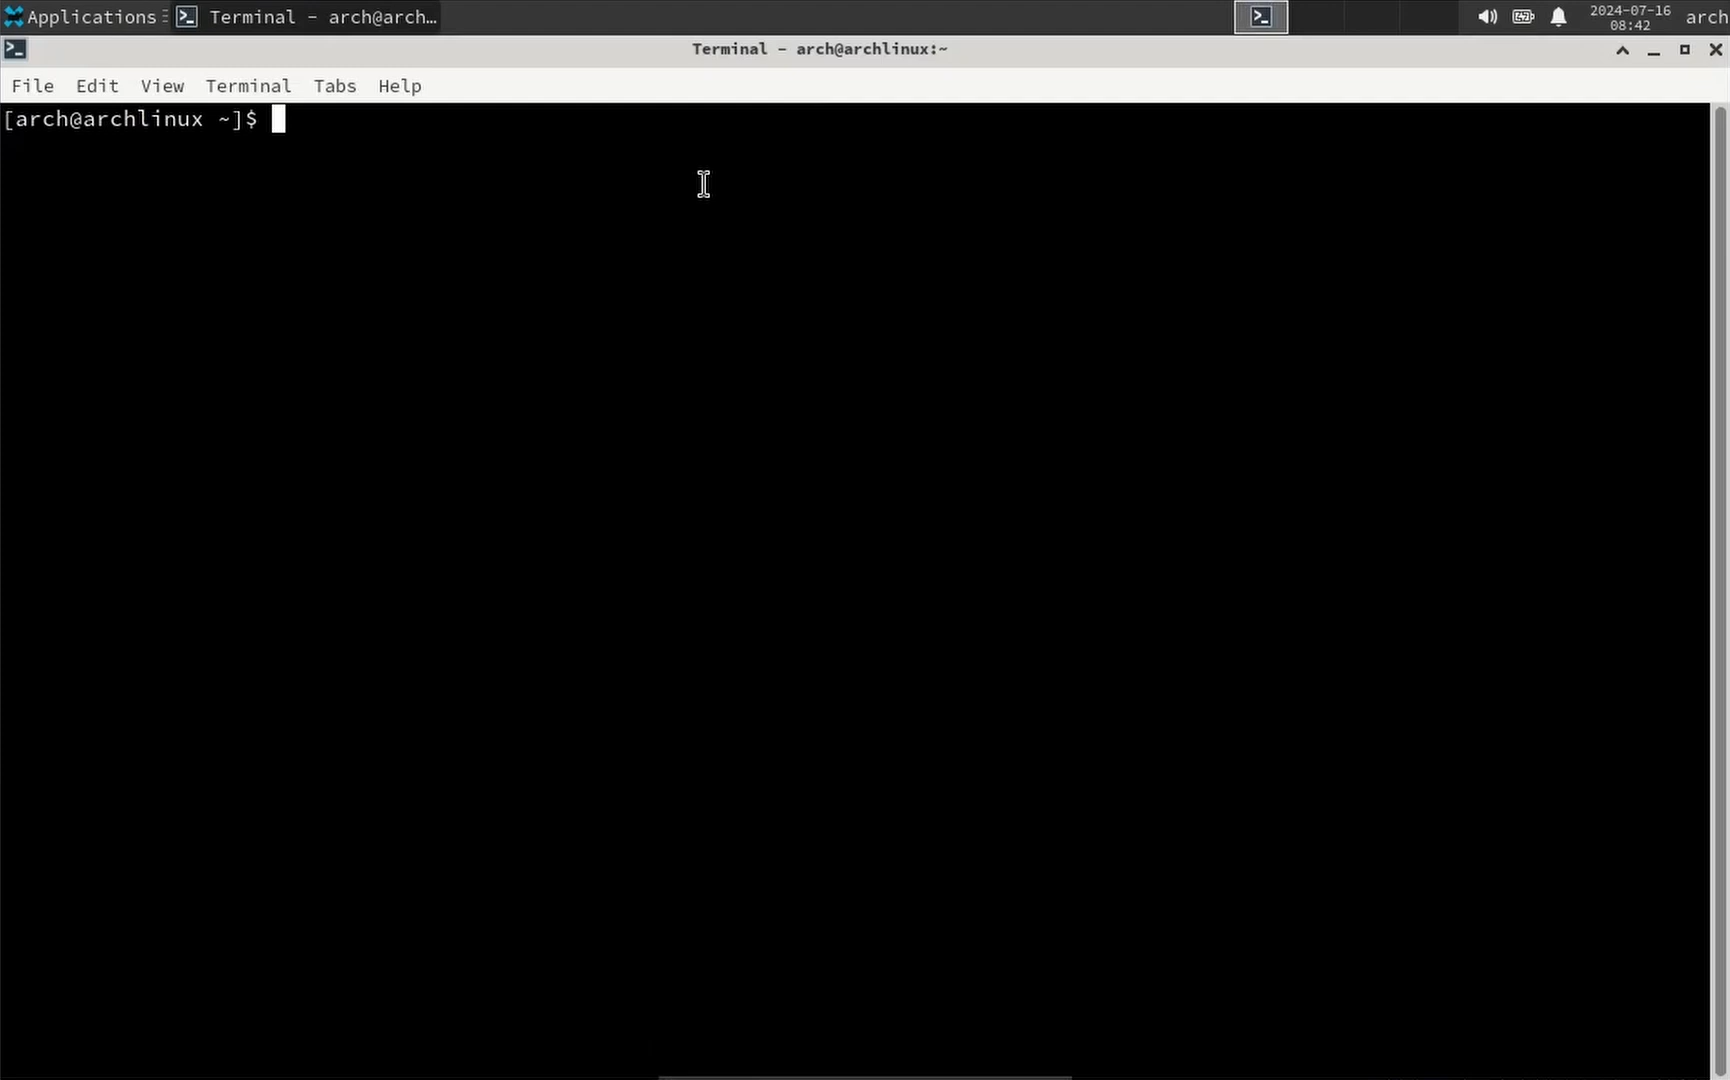 Applications
Terminal - arch@arch…
2024-07-16
08:42
arch
Terminal - arch@archlinux:~
File Edit View Terminal Tabs Help
[arch@archlinux ~]$